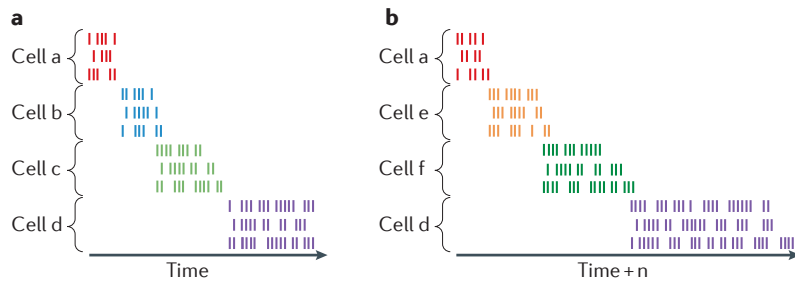 a
Cell a
Cell b
Cell c
Cell d
Time
b
Cell a
Cell e
Cell f
Cell d
Time + n